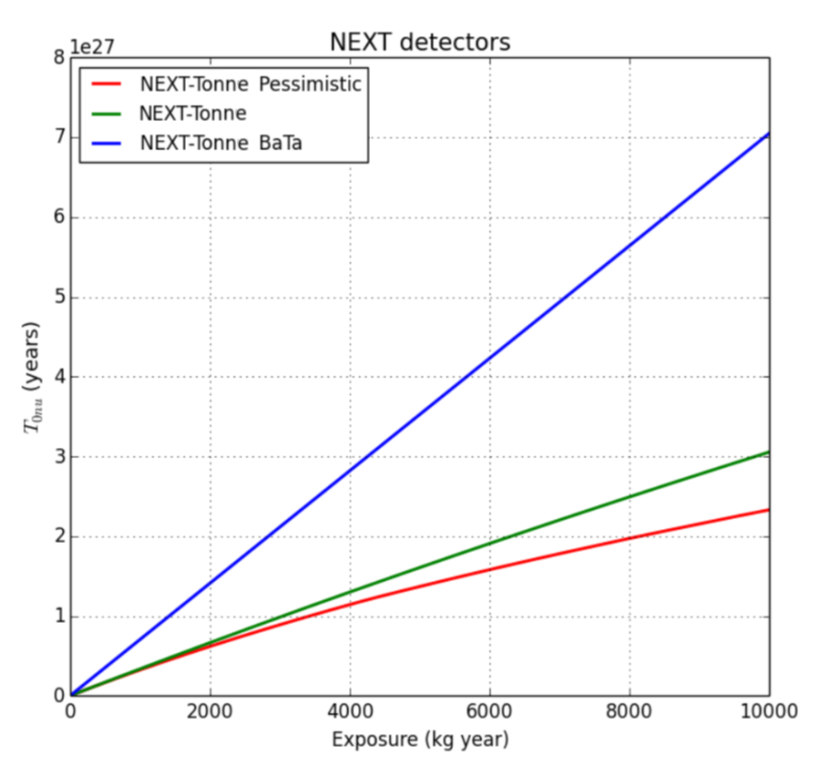 NEXT detectors
1e27
NEXT-Tonne Pessimistic
NEXT-Tonne
NEXT-Tonne BaTa
8
7
6
5
4
3
2
1
0
T0nu (years)
0 2000 4000 6000 8000 10000
Exposure (kg year)